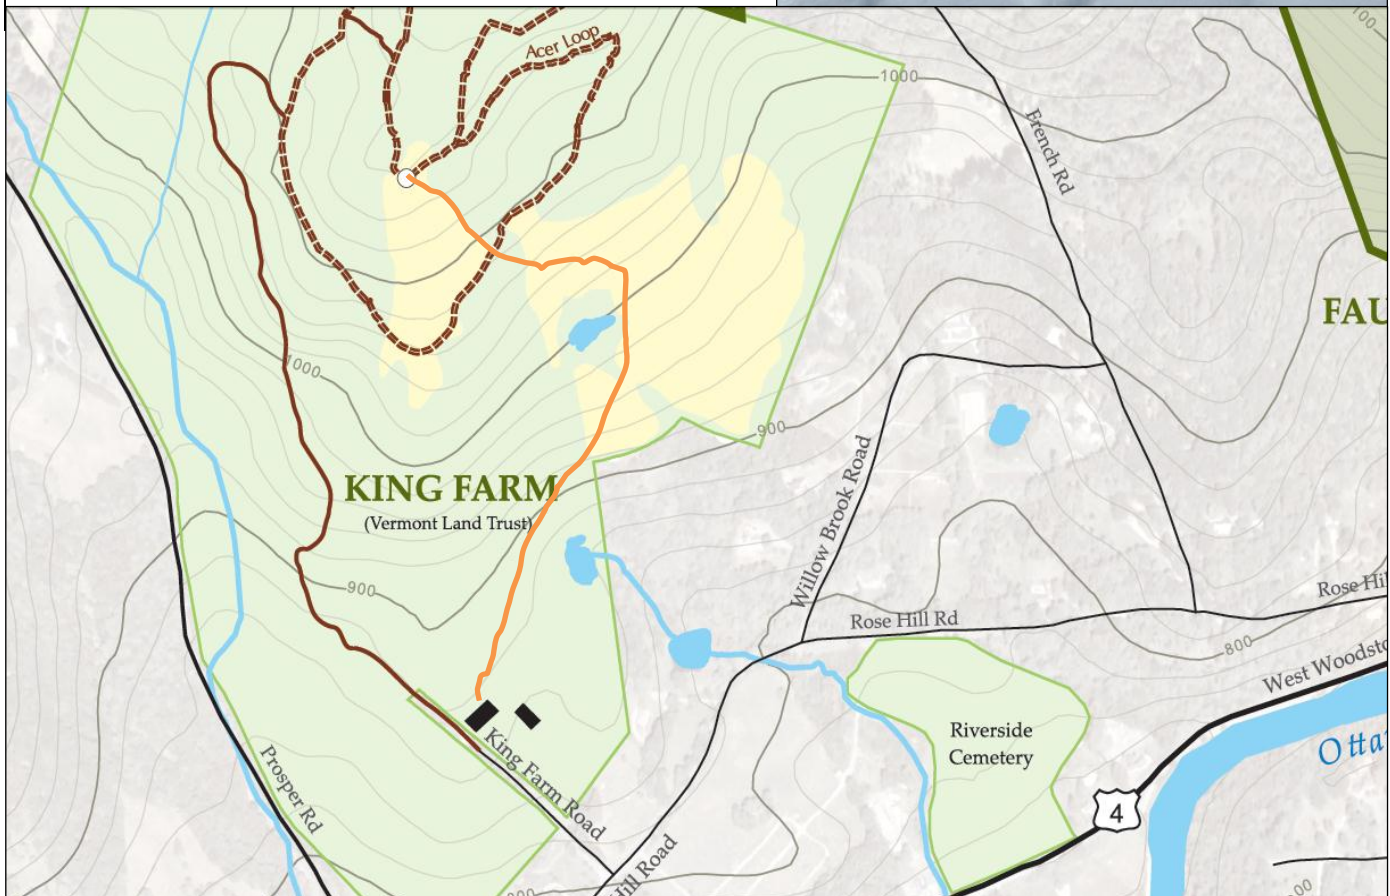 Acer Loop
100
1000
French Rd
FAU
1000
900
KING FARM
(Vermont Land Trust)
Willow Brook Road
900
Rose Hi
Rose Hill Rd
800
West Woodsto
Riverside
Cemetery
King Farm Road
Prosper Rd
Otta
4
Hill Road